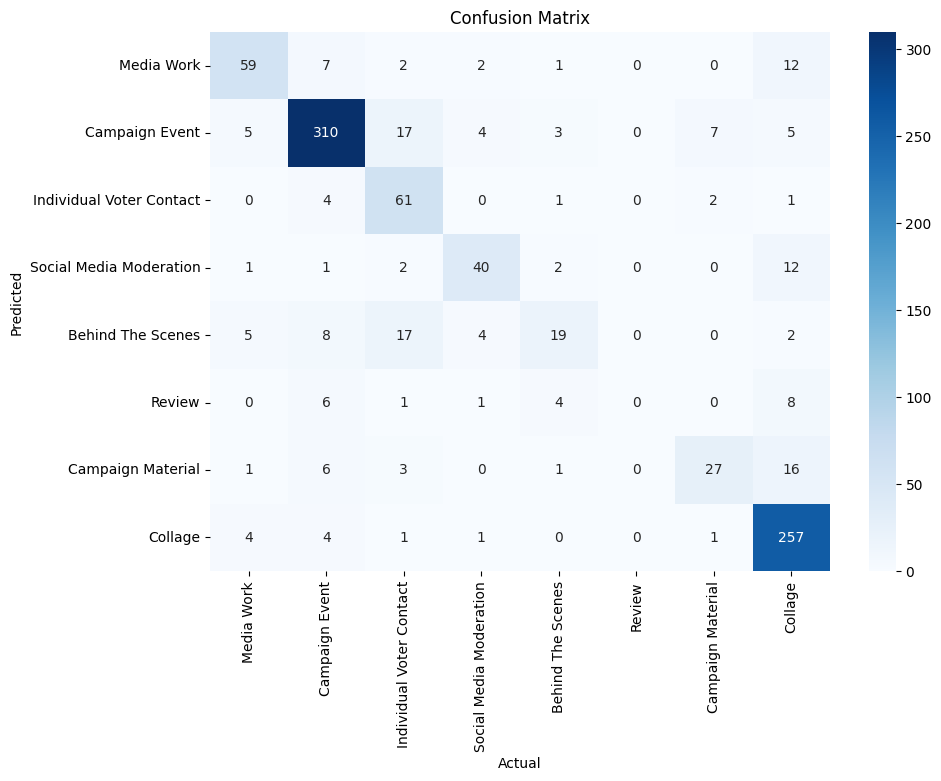 Confusion Matrix
Predicted
Media Work 59 7 2 2 1 0 0 12
Campaign Event 5 310 17 4 3 0 7 5
Individual Voter Contact 0 4 61 0 1 0 2 1
Social Media Moderation 1 1 2 40 2 0 0 12
Behind The Scenes 5 8 17 4 19 0 0 2
Review 0 6 1 1 4 0 0 8
Campaign Material 1 6 3 0 1 0 27 16
Collage 4 4 1 1 0 0 1 257
Media Work
Campaign Event
Individual Voter Contact
Social Media Moderation
Behind The Scenes
Review
Campaign Material
Collage
Actual
300
250
200
150
100
50
0